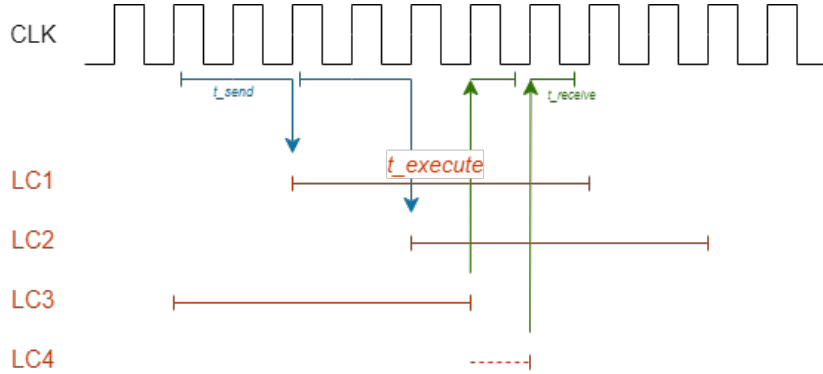 CLK
t_send
t_receive
t_execute
LC1
LC2
LC3
LC4